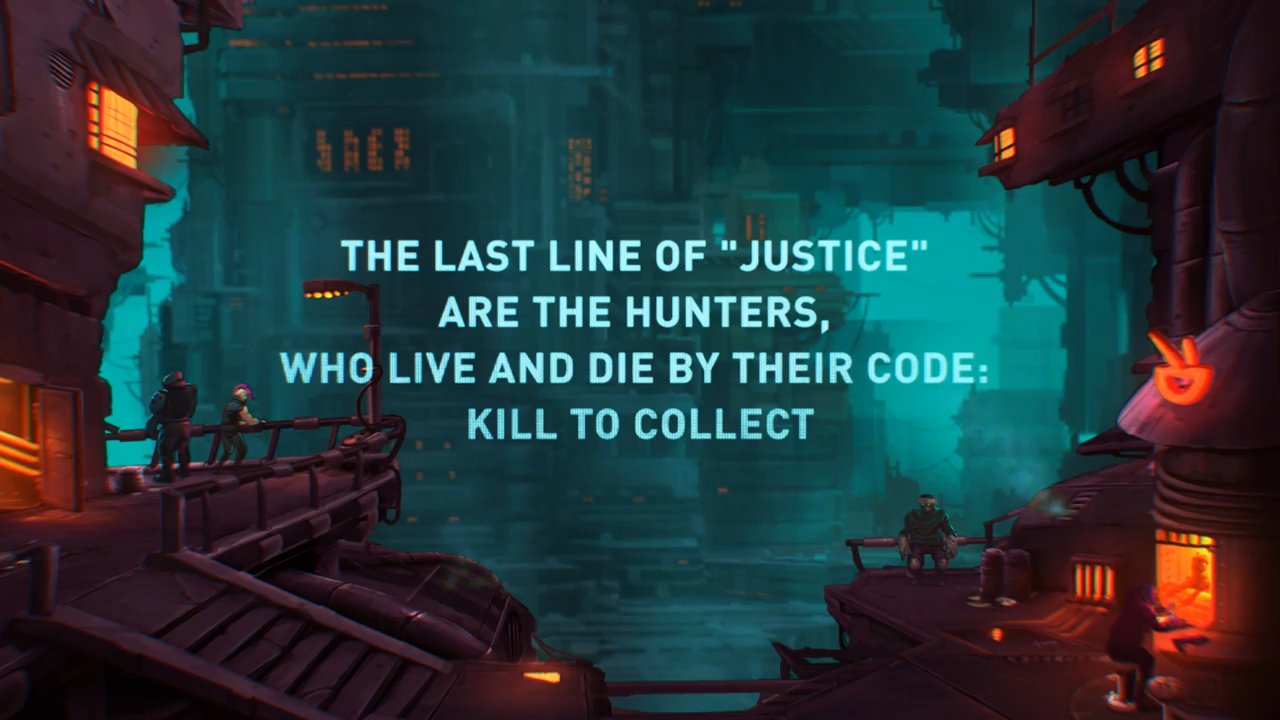 THE LAST LINE OF "JUSTICE"
ARE THE HUNTERS,
WHO LIVE AND DIE BY THEIR CODE:
KILL TO COLLECT